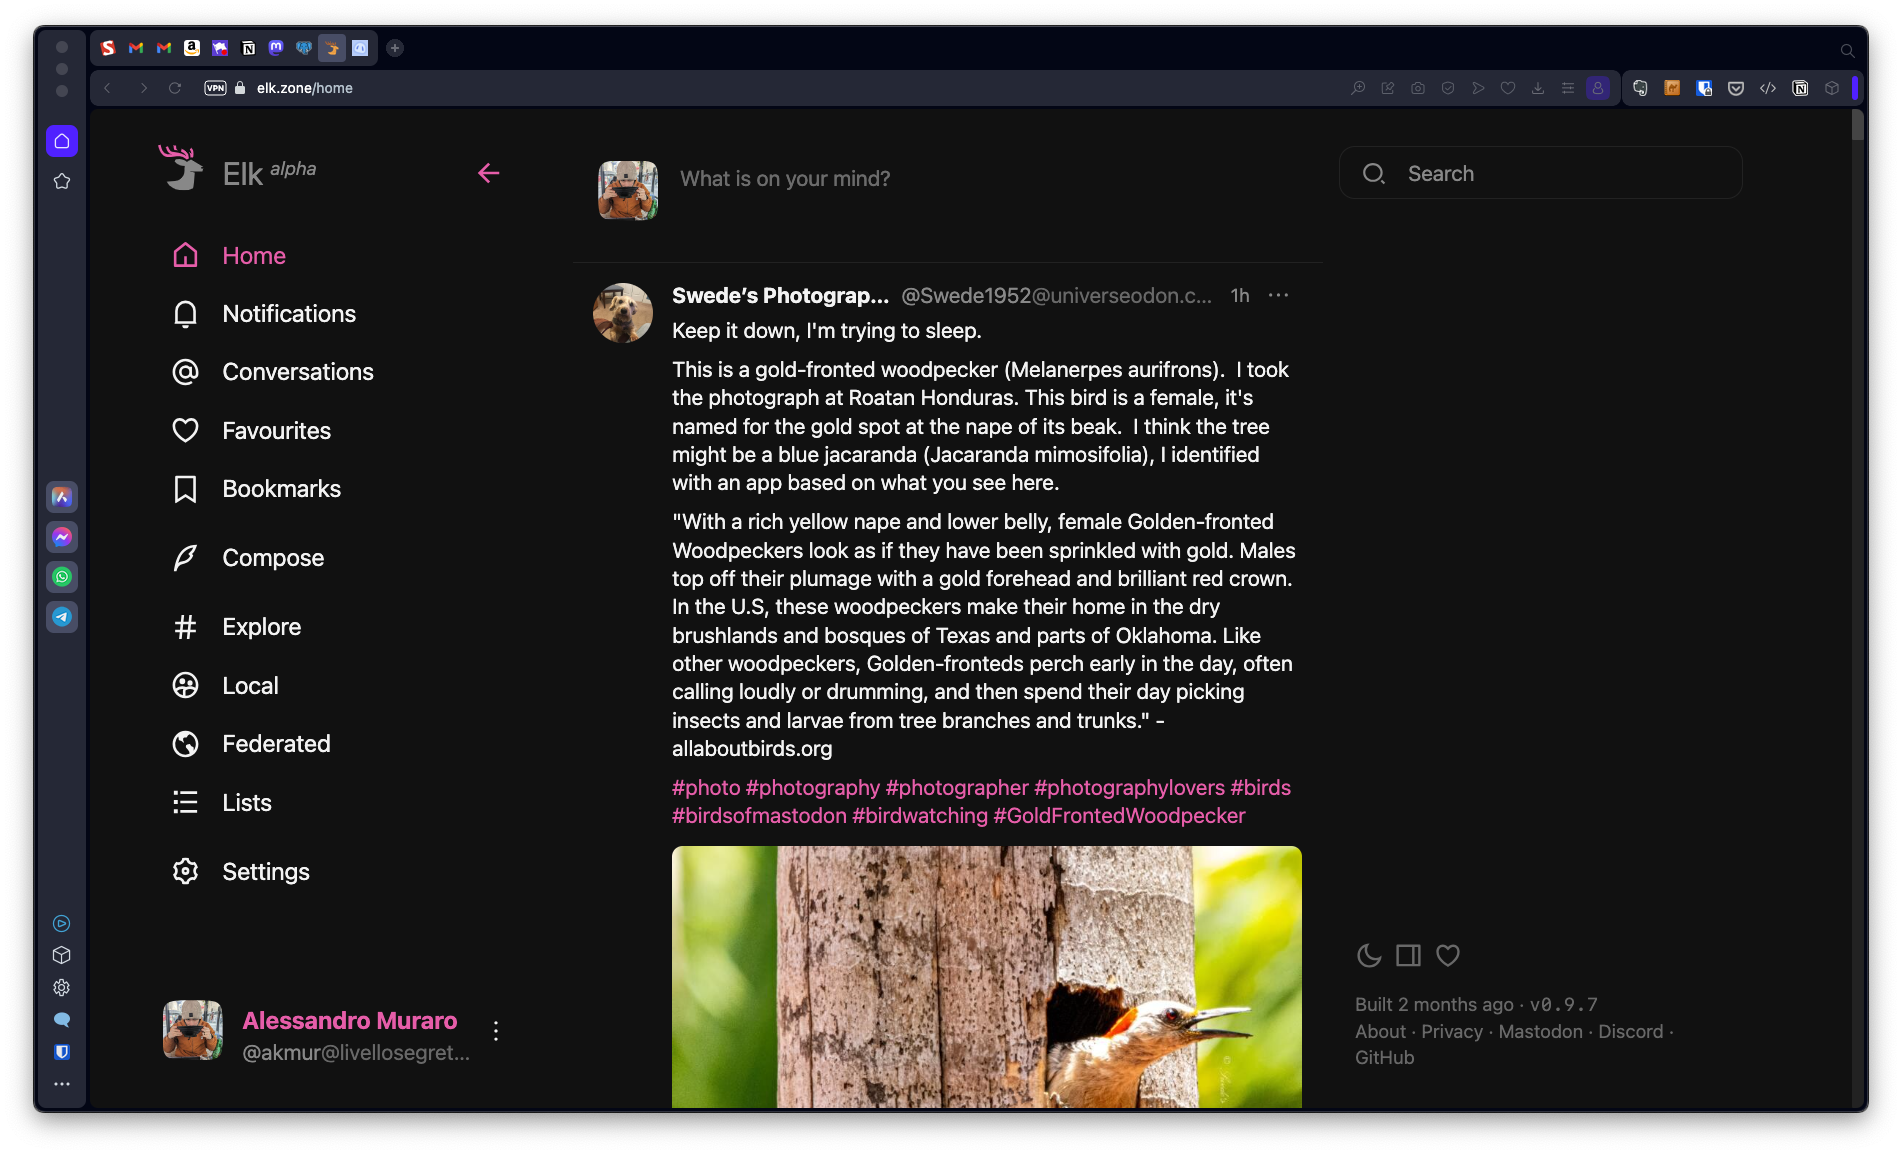 VPN
elk.zone/home
Elk alpha
Home
Notifications
Conversations
Favourites
Bookmarks
Compose
Explore
Local
Federated
Lists
Settings
Alessandro Muraro
@akmur@livellosegret...
What is on your mind?
Swede’s Photograp... @Swede1952@universeodon.c... 1h
Keep it down, I'm trying to sleep.
This is a gold-fronted woodpecker (Melanerpes aurifrons).  I took
the photograph at Roatan Honduras. This bird is a female, it's
named for the gold spot at the nape of its beak.  I think the tree
might be a blue jacaranda (Jacaranda mimosifolia), I identified
with an app based on what you see here.
"With a rich yellow nape and lower belly, female Golden-fronted
Woodpeckers look as if they have been sprinkled with gold. Males
top off their plumage with a gold forehead and brilliant red crown.
In the U.S, these woodpeckers make their home in the dry
brushlands and bosques of Texas and parts of Oklahoma. Like
other woodpeckers, Golden-fronteds perch early in the day, often
calling loudly or drumming, and then spend their day picking
insects and larvae from tree branches and trunks." -
allaboutbirds.org
#photo #photography #photographer #photographylovers #birds
#birdsofmastodon #birdwatching #GoldFrontedWoodpecker
Search
Built 2 months ago · v0.9.7
About · Privacy · Mastodon · Discord ·
GitHub